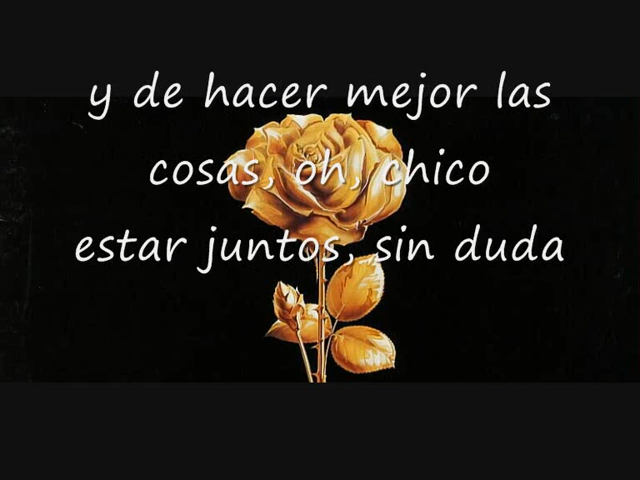 y de hacer mejor las
cosas, oh, chico
estar juntos, sin duda